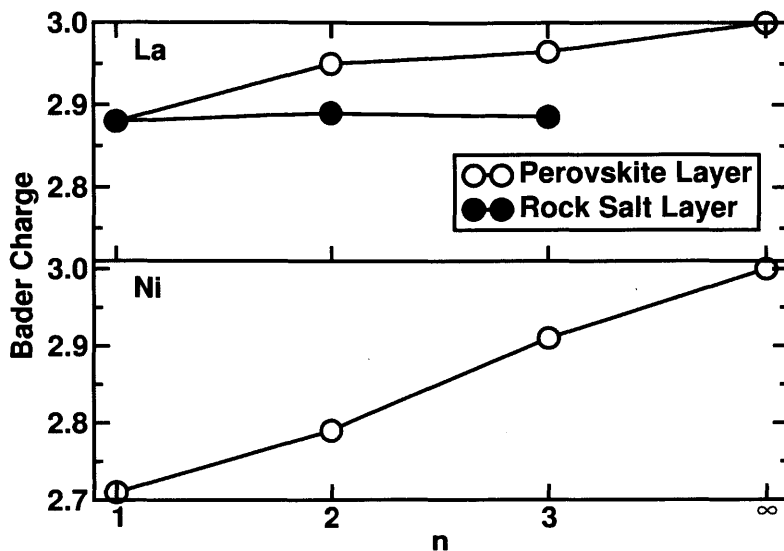 3.0
La
2.9
2.8
Perovskite Layer
Rock Salt Layer
Bader Charge
3.0
Ni
2.9
2.8
2.7
1 2 3 ∞
n